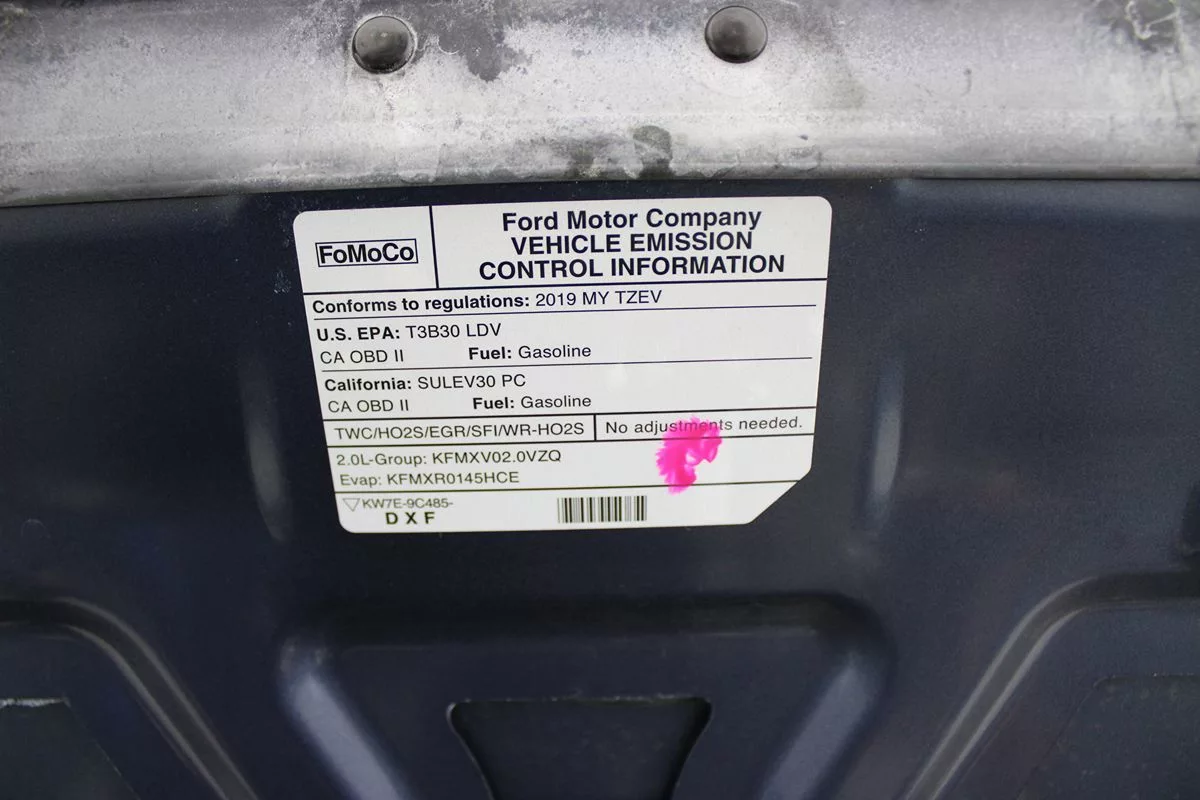 FoMoCo
Ford Motor Company
VEHICLE EMISSION
CONTROL INFORMATION
Conforms to regulations: 2019 MY TZEV
U.S. EPA: T3B30 LDV
CA OBD II Fuel: Gasoline
California: SULEV30 PC
CA OBD II Fuel: Gasoline
TWC/HO2S/EGR/SFI/WR-HO2S No adjustments needed.
2.0L-Group: KFMXV02.0VZQ
Evap: KFMXR0145HCE
KW7E-9C485-
DXF